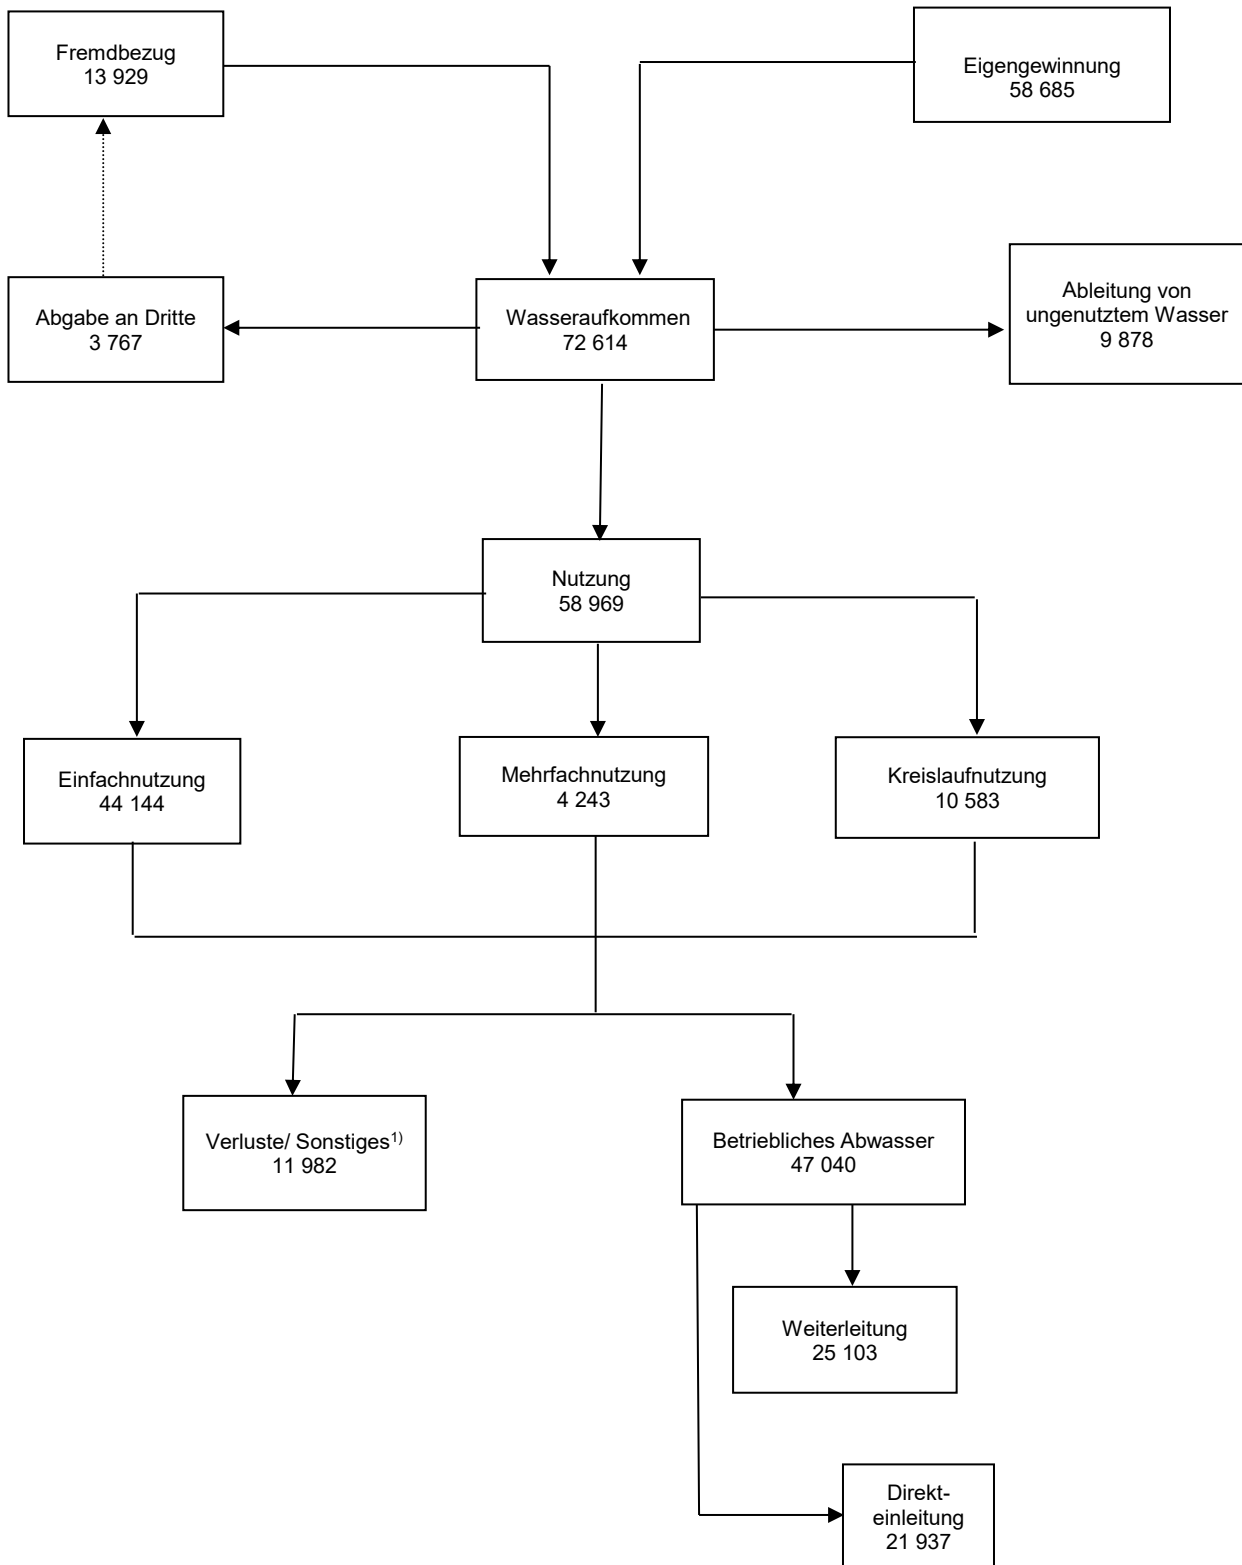 Fremdbezug
13 929
Eigengewinnung
58 685
Abgabe an Dritte
3 767
Wasseraufkommen
72 614
Ableitung von
ungenutztem Wasser
9 878
Nutzung
58 969
Einfachnutzung
44 144
Mehrfachnutzung
4 243
Kreislaufnutzung
10 583
Verluste/ Sonstiges1)
11 982
Betriebliches Abwasser
47 040
Weiterleitung
25 103
Direkt-
einleitung
21 937